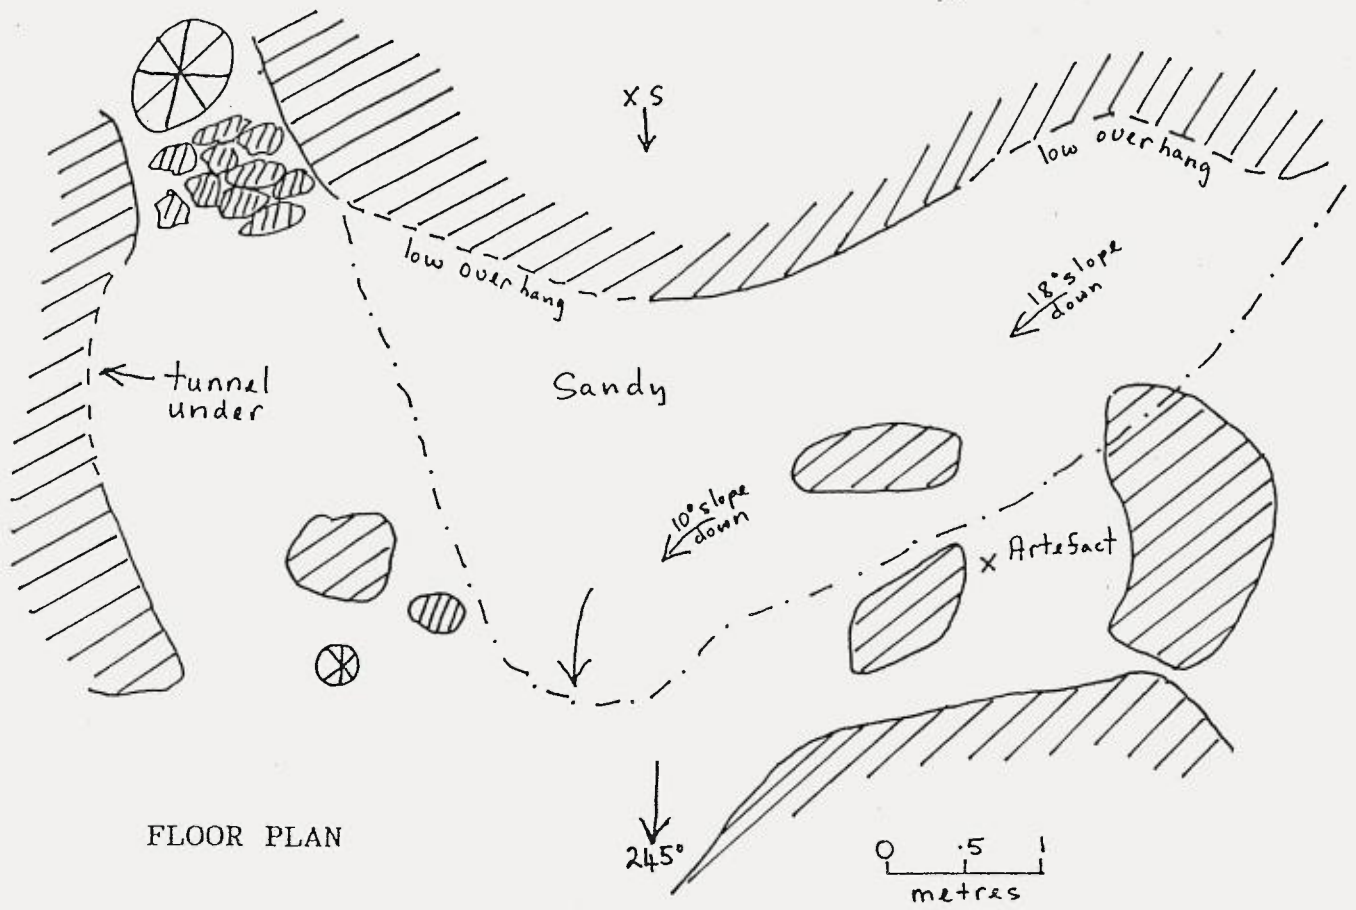 X S
low overhang
low overhang
18° slope
down
tunnel
under
Sandy
10° slope
down
x Artefact
FLOOR PLAN
245°
0 .5 1
metres